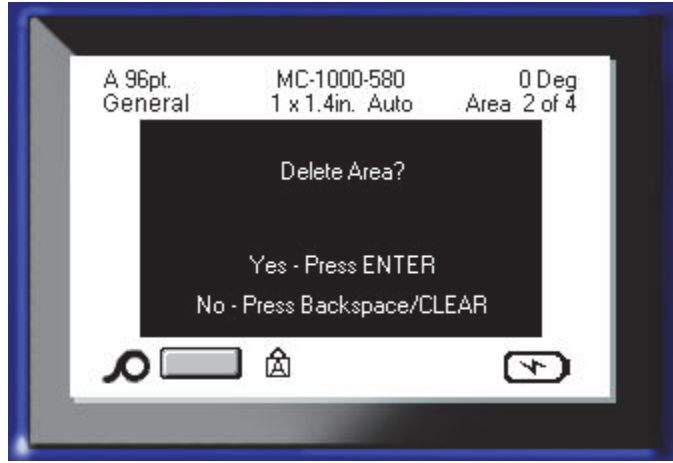 A 96pt. MC-1000-580 0 Deg
General 1 x 1.4in. Auto Area 2 of 4
Delete Area?
Yes - Press ENTER
No - Press Backspace/CLEAR
A